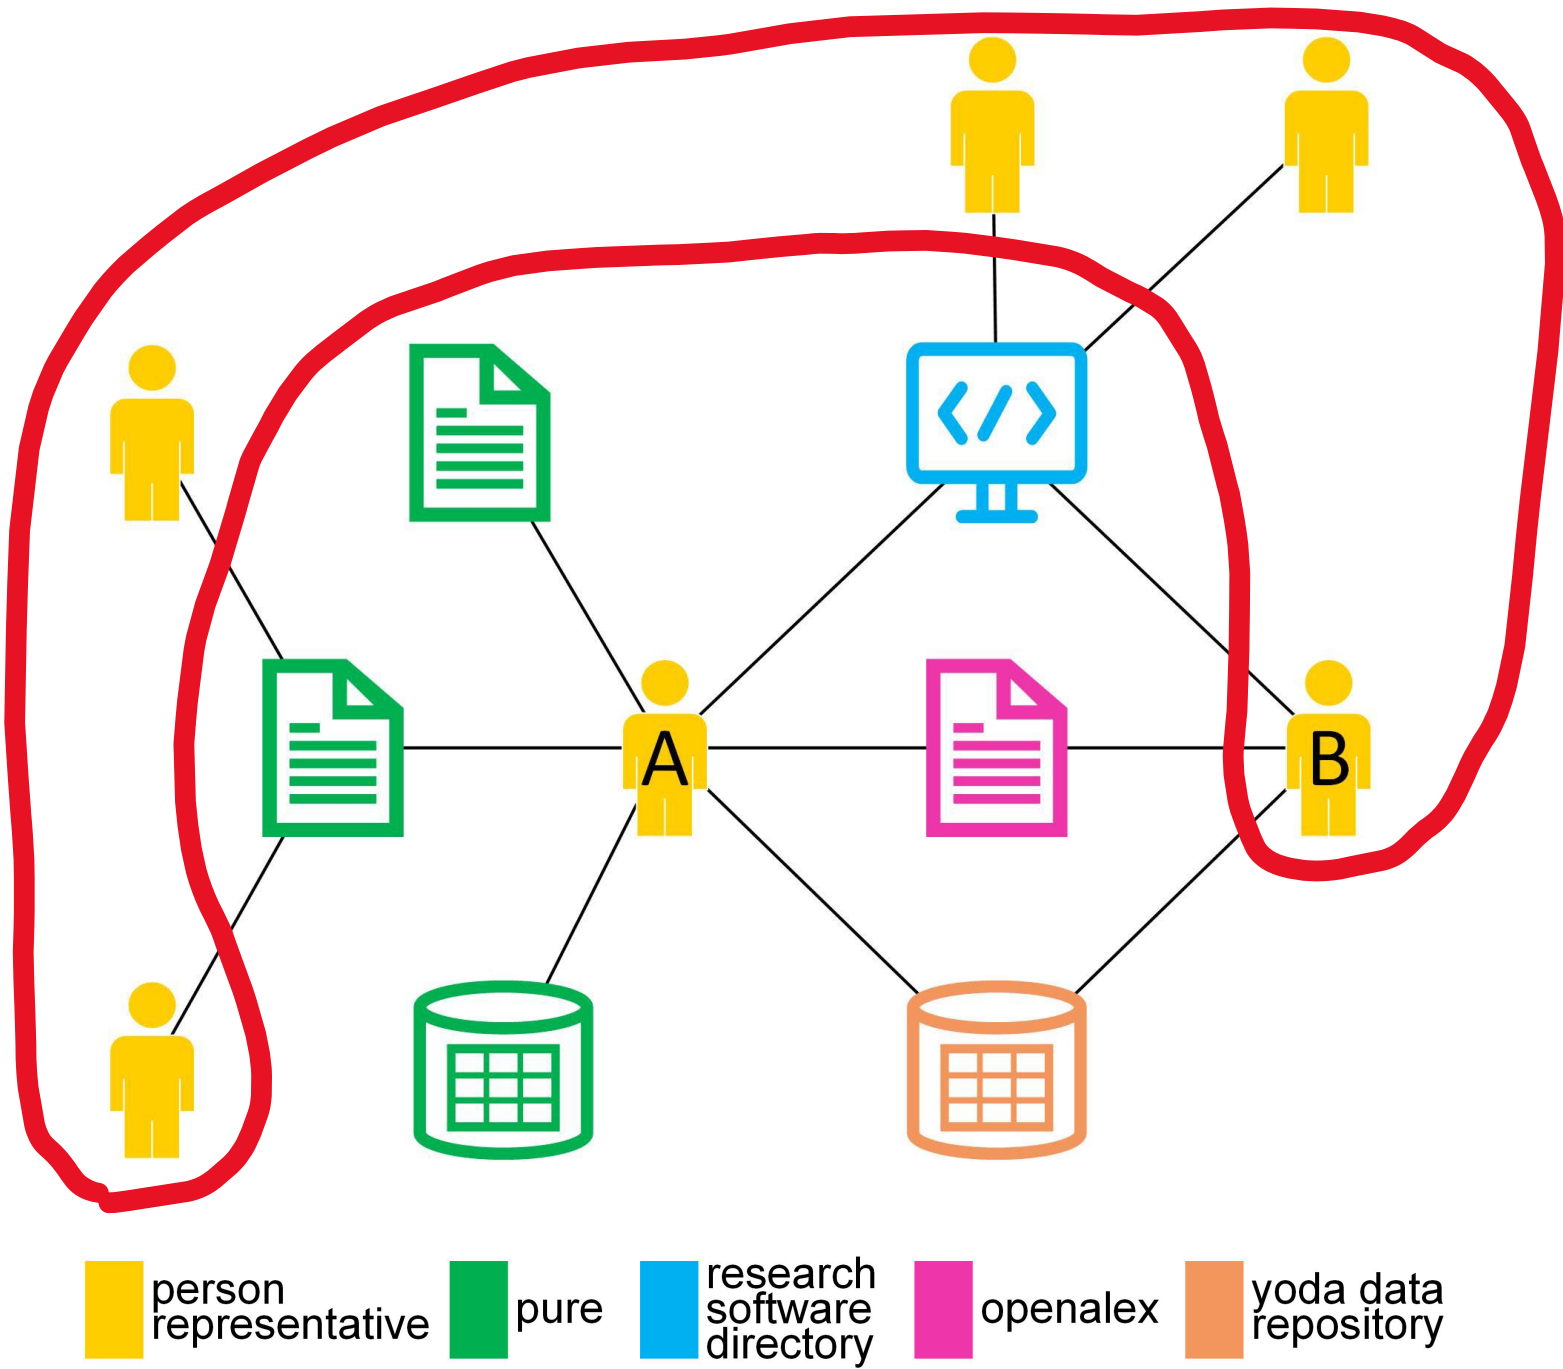 </>
A
B
person
representative
pure
research
software
directory
openalex
yoda data
repository